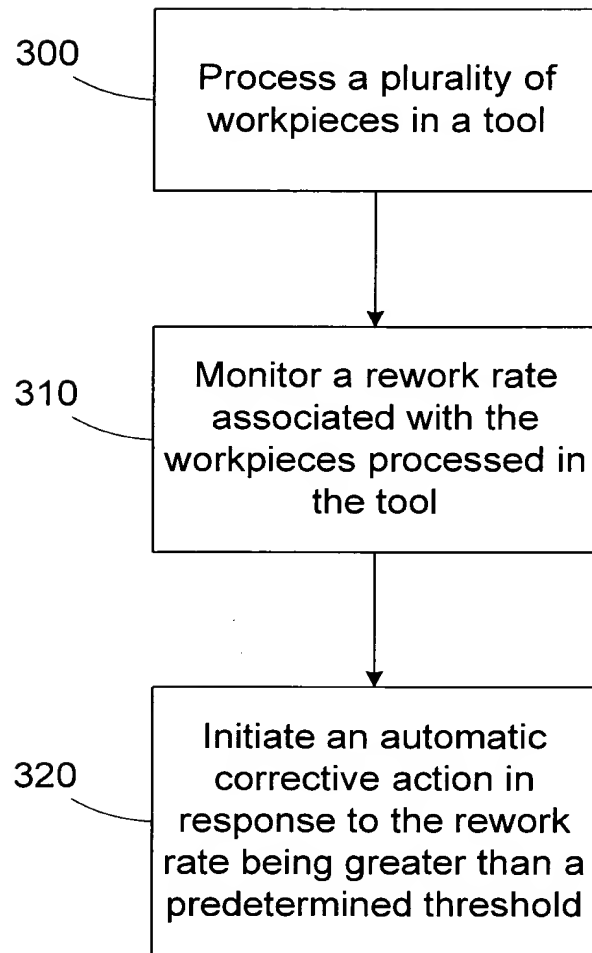 300
Process a plurality of
workpieces in a tool
310
Monitor a rework rate
associated with the
workpieces processed in
the tool
320
Initiate an automatic
corrective action in
response to the rework
rate being greater than a
predetermined threshold